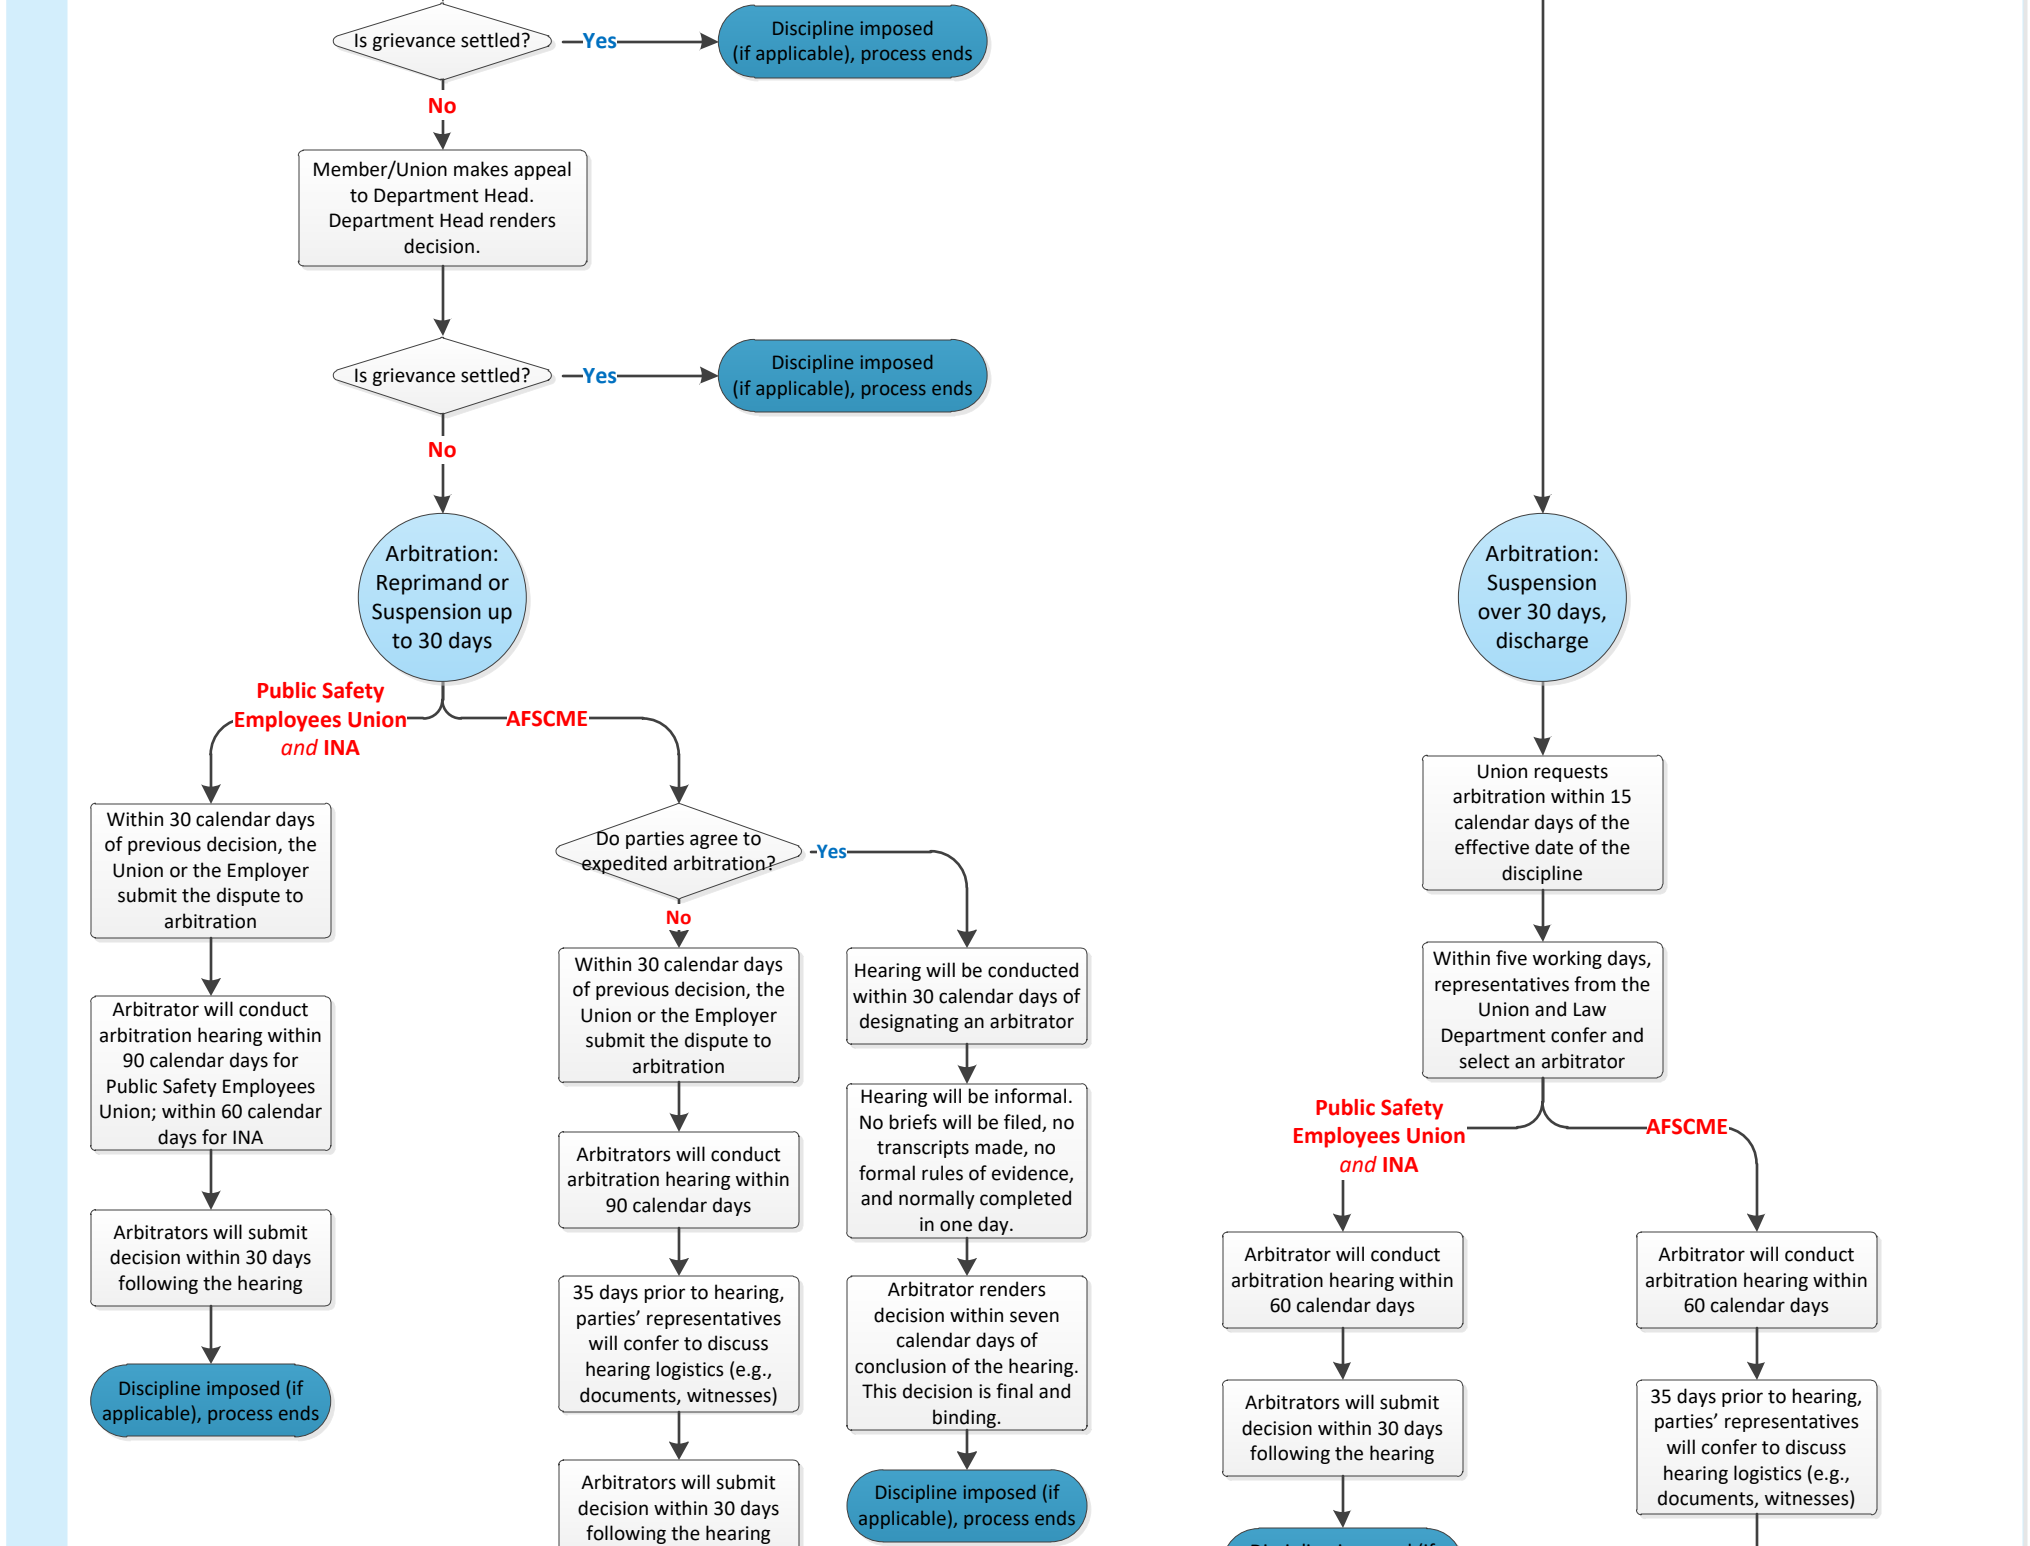 Is grievance settled?
Yes
Discipline imposed
(if applicable), process ends
No
Member/Union makes appeal
to Department Head.
Department Head renders
decision.
Is grievance settled?
Yes
Discipline imposed
(if applicable), process ends
No
Arbitration:
Reprimand or
Suspension up
to 30 days
Public Safety
Employees Union
and INA
AFSCME
Within 30 calendar days
of previous decision, the
Union or the Employer
submit the dispute to
arbitration
Arbitrator will conduct
arbitration hearing within
90 calendar days for
Public Safety Employees
Union; within 60 calendar
days for INA
Arbitrators will submit
decision within 30 days
following the hearing
Discipline imposed (if
applicable), process ends
Do parties agree to
expedited arbitration?
Yes
No
Within 30 calendar days
of previous decision, the
Union or the Employer
submit the dispute to
arbitration
Arbitrators will conduct
arbitration hearing within
90 calendar days
35 days prior to hearing,
parties’ representatives
will confer to discuss
hearing logistics (e.g.,
documents, witnesses)
Arbitrators will submit
decision within 30 days
following the hearing
Hearing will be conducted
within 30 calendar days of
designating an arbitrator
Hearing will be informal.
No briefs will be filed, no
transcripts made, no
formal rules of evidence,
and normally completed
in one day.
Arbitrator renders
decision within seven
calendar days of
conclusion of the hearing.
This decision is final and
binding.
Discipline imposed (if
applicable), process ends
Arbitration:
Suspension
over 30 days,
discharge
Union requests
arbitration within 15
calendar days of the
effective date of the
discipline
Within five working days,
representatives from the
Union and Law
Department confer and
select an arbitrator
Public Safety
Employees Union
and INA
AFSCME
Arbitrator will conduct
arbitration hearing within
60 calendar days
Arbitrators will submit
decision within 30 days
following the hearing
Discipline imposed (if
Arbitrator will conduct
arbitration hearing within
60 calendar days
35 days prior to hearing,
parties’ representatives
will confer to discuss
hearing logistics (e.g.,
documents, witnesses)